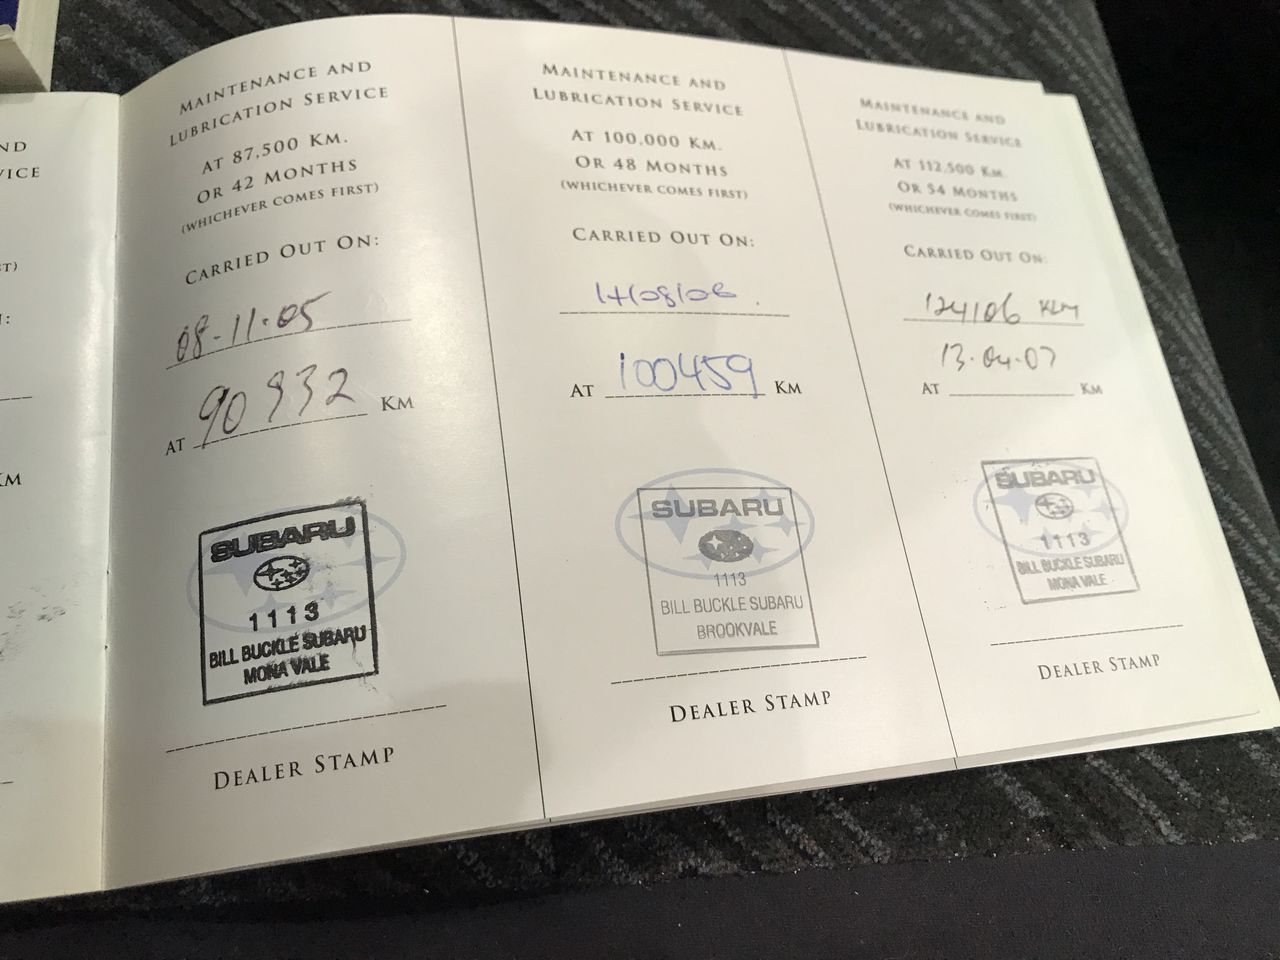 ND
VICE
T)
:
KM
MAINTENANCE AND
LUBRICATION SERVICE
AT 87,500 KM.
OR 42 MONTHS
(WHICHEVER COMES FIRST)
CARRIED OUT ON:
08-11-05
AT 90932 KM
SUBARU
1113
BILL BUCKLE SUBARU
MONA VALE
DEALER STAMP
MAINTENANCE AND
LUBRICATION SERVICE
AT 100,000 KM.
OR 48 MONTHS
(WHICHEVER COMES FIRST)
CARRIED OUT ON:
AT 100459 KM
SUBARU
1113
BILL BUCKLE SUBARU
BROOKVALE
DEALER STAMP
MAINTENANCE AND
LUBRICATION SERVICE
AT 112,500 KM.
OR 54 MONTHS
(WHICHEVER COMES FIRST)
CARRIED OUT ON:
124106 KLM
13-04-07
AT KM
SUBARU
1113
BILL BUCKLE SUBARU
MONA VALE
DEALER STAMP